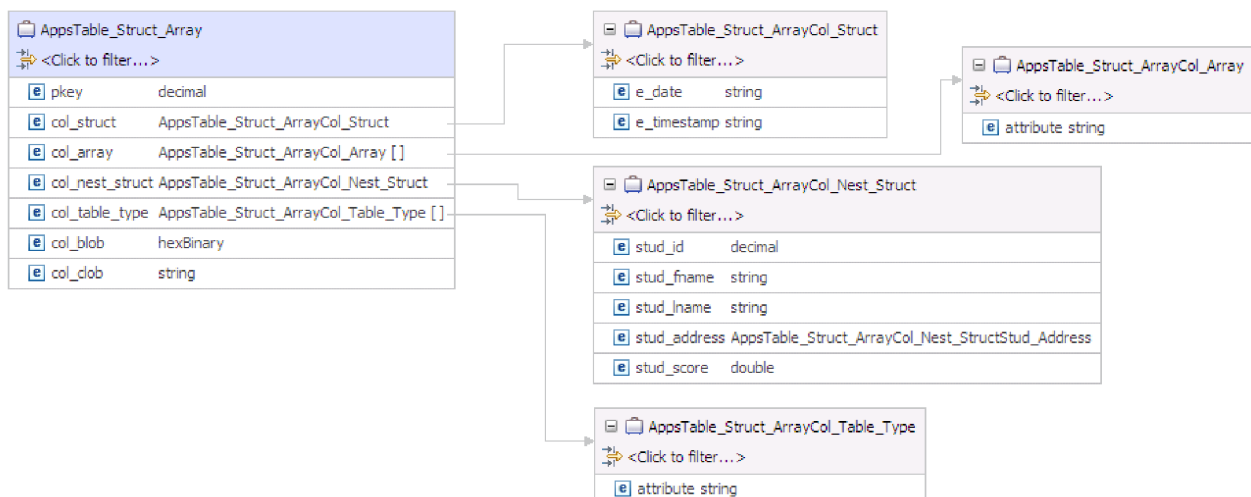 AppsTable_Struct_Array
<Click to filter...>
pkey decimal
col_struct AppsTable_Struct_ArrayCol_Struct
col_array AppsTable_Struct_ArrayCol_Array [ ]
col_nest_struct AppsTable_Struct_ArrayCol_Nest_Struct
col_table_type AppsTable_Struct_ArrayCol_Table_Type [ ]
col_blob hexBinary
col_clob string
AppsTable_Struct_ArrayCol_Struct
<Click to filter...>
e_date string
e_timestamp string
AppsTable_Struct_ArrayCol_Array
<Click to filter...>
attribute string
AppsTable_Struct_ArrayCol_Nest_Struct
<Click to filter...>
stud_id decimal
stud_fname string
stud_lname string
stud_address AppsTable_Struct_ArrayCol_Nest_StructStud_Address
stud_score double
AppsTable_Struct_ArrayCol_Table_Type
<Click to filter...>
attribute string